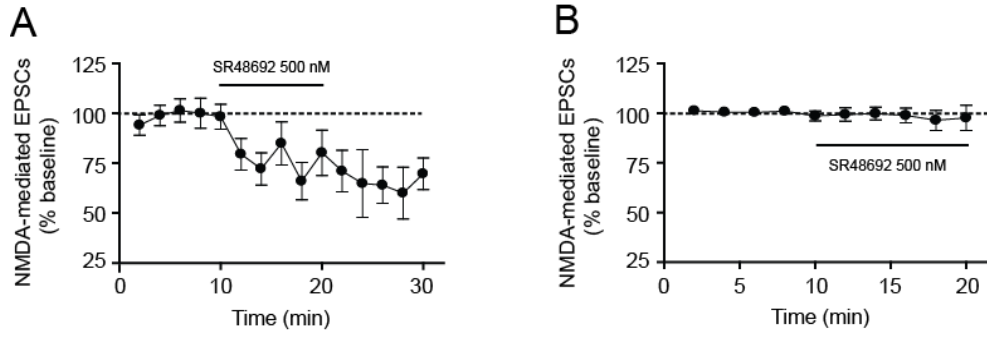 A
NMDA-mediated EPSCs
(% baseline)
125
100
75
50
25
SR48692 500 nM
0
10
20
30
Time (min)
B
NMDA-mediated EPSCs
(% baseline)
125
100
75
50
25
SR48692 500 nM
0
5
10
15
20
Time (min)